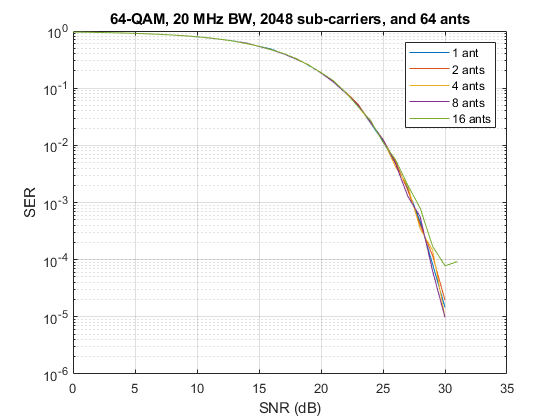 64-QAM, 20 MHz BW, 2048 sub-carriers, and 64 ants
10^0
10^-1
10^-2
10^-3
10^-4
10^-5
10^-6
SER
1 ant
2 ants
4 ants
8 ants
16 ants
0 5 10 15 20 25 30 35
SNR (dB)